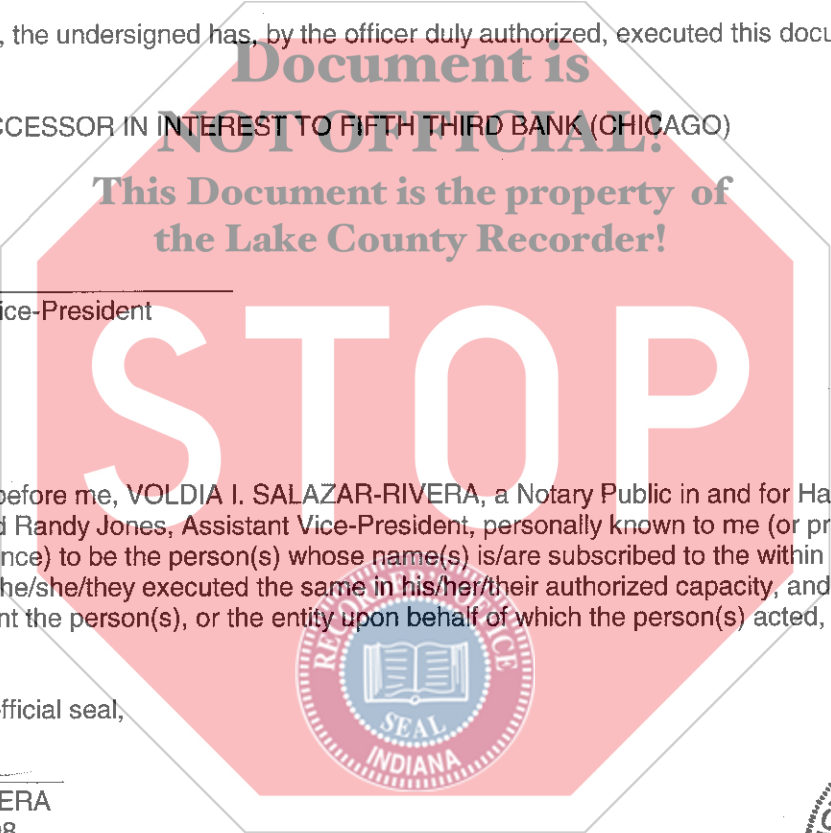 , the undersigned has, by the officer duly authorized, executed this docu
Document is
CCESSOR IN INTEREST TO FIFTH THIRD BANK (CHICAGO)
NOT OFFICIAL!
This Document is the property of
the Lake County Recorder!
ice-President
STOP
before me, VOLDIA I. SALAZAR-RIVERA, a Notary Public in and for Ha
d Randy Jones, Assistant Vice-President, personally known to me (or pr
nce) to be the person(s) whose name(s) is/are subscribed to the within
he/she/they executed the same in his/her/their authorized capacity, and
nt the person(s), or the entity upon behalf of which the person(s) acted,
RECORDER'S OFFICE
SEAL
INDIANA
fficial seal,
ERA